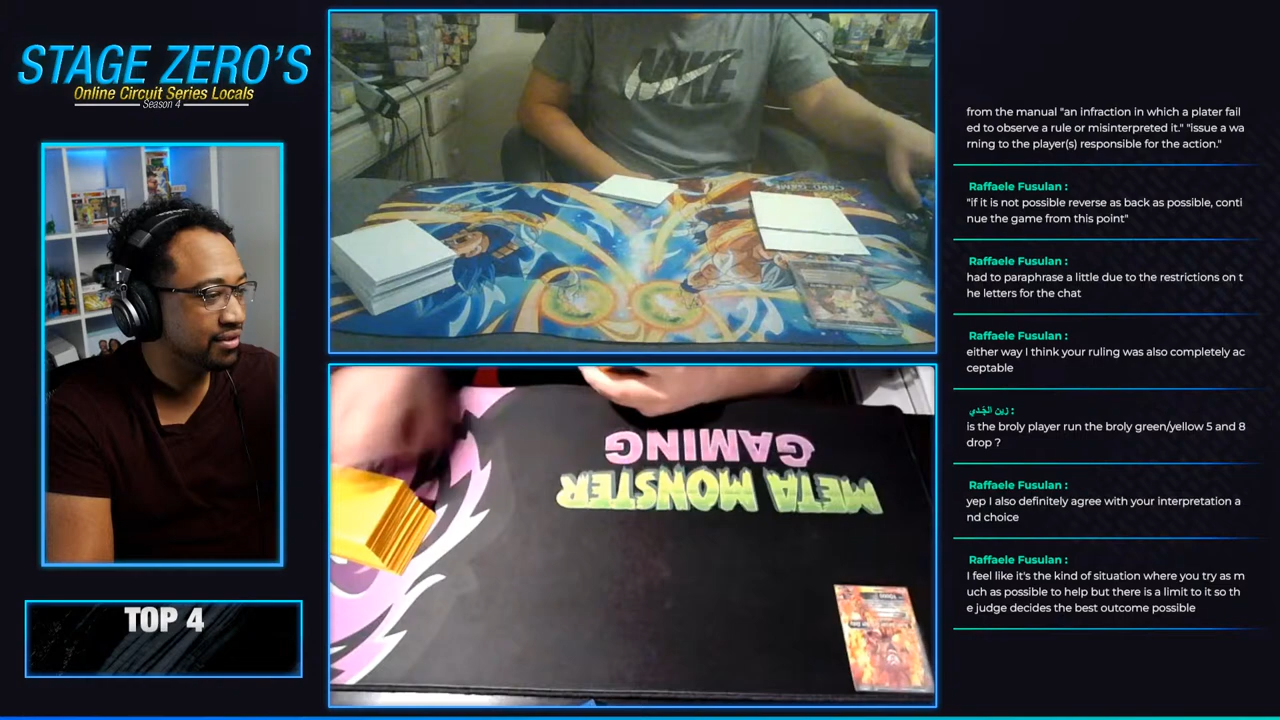 STAGE ZERO'S
Online Circuit Series Locals
Season 4
TOP 4
NIKE
CARD GAME
GAMING
META MONSTER
from the manual "an infraction in which a plater fail
ed to observe a rule or misinterpreted it." "issue a wa
rning to the player(s) responsible for the action."
Raffaele Fusulan :
"if it is not possible reverse as back as possible, conti
nue the game from this point"
Raffaele Fusulan :
had to paraphrase a little due to the restrictions on t
he letters for the chat
Raffaele Fusulan :
either way I think your ruling was also completely ac
ceptable
زين الجَدي :
is the broly player run the broly green/yellow 5 and 8
drop ?
Raffaele Fusulan :
yep I also definitely agree with your interpretation a
nd choice
Raffaele Fusulan :
I feel like it's the kind of situation where you try as m
uch as possible to help but there is a limit to it so th
e judge decides the best outcome possible